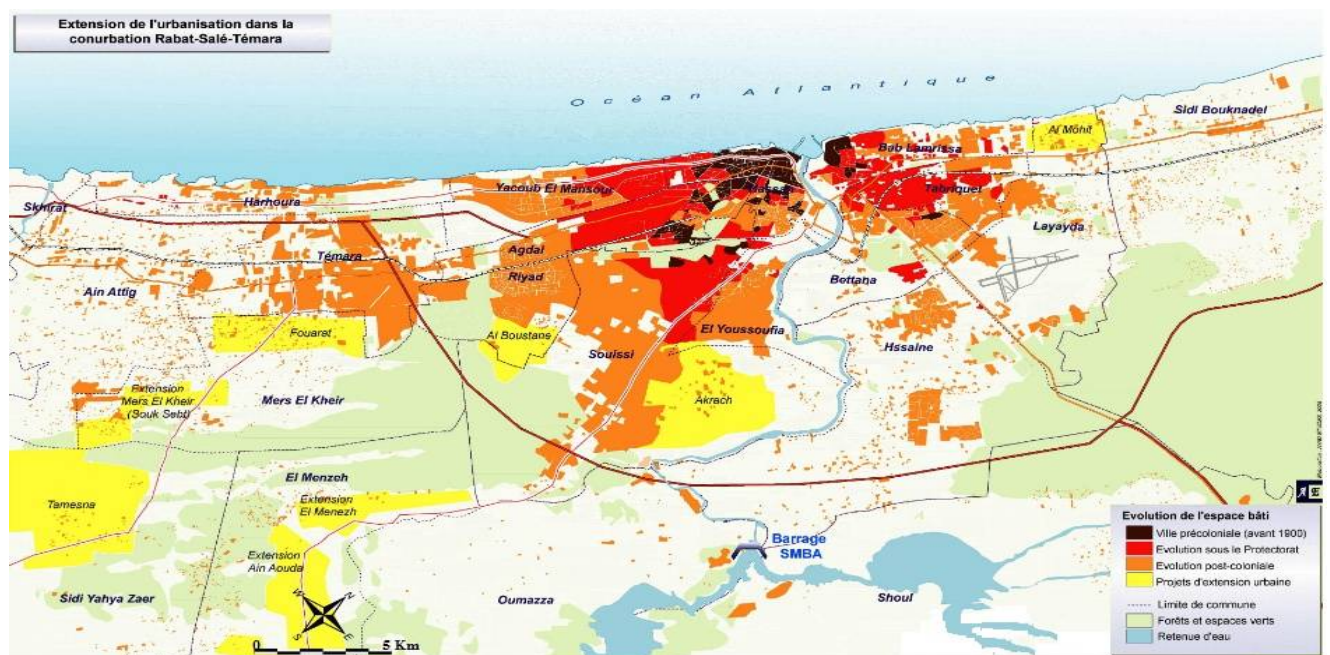 Extension de l'urbanisation dans la
conurbation Rabat-Salé-Témara
Océan Atlantique
Sidi Bouknadel
Al Mohit
Bab Lamrissa
Yacoub El Mansour
Hassan
Tabriquet
Skhirat
Harhoura
Layayda
Témara
Agdal
Riyad
Bettana
Ain Attig
Fouarat
Al Boustane
El Youssoufia
Souissi
Hssaine
Extension
Mers El Kheir
(Souk Sebt)
Mers El Kheir
Akrach
El Menzeh
Tamesna
Extension
El Menezh
Extension
Ain Aouda
Barrage
SMBA
Sidi Yahya Zaer
Oumazza
Shoul
N
W
S
E
0
5 Km
Evolution de l'espace bâti
Ville précoloniale (avant 1900)
Evolution sous le Protectorat
Evolution post-coloniale
Projets d'extension urbaine
Limite de commune
Forêts et espaces verts
Retenue d'eau